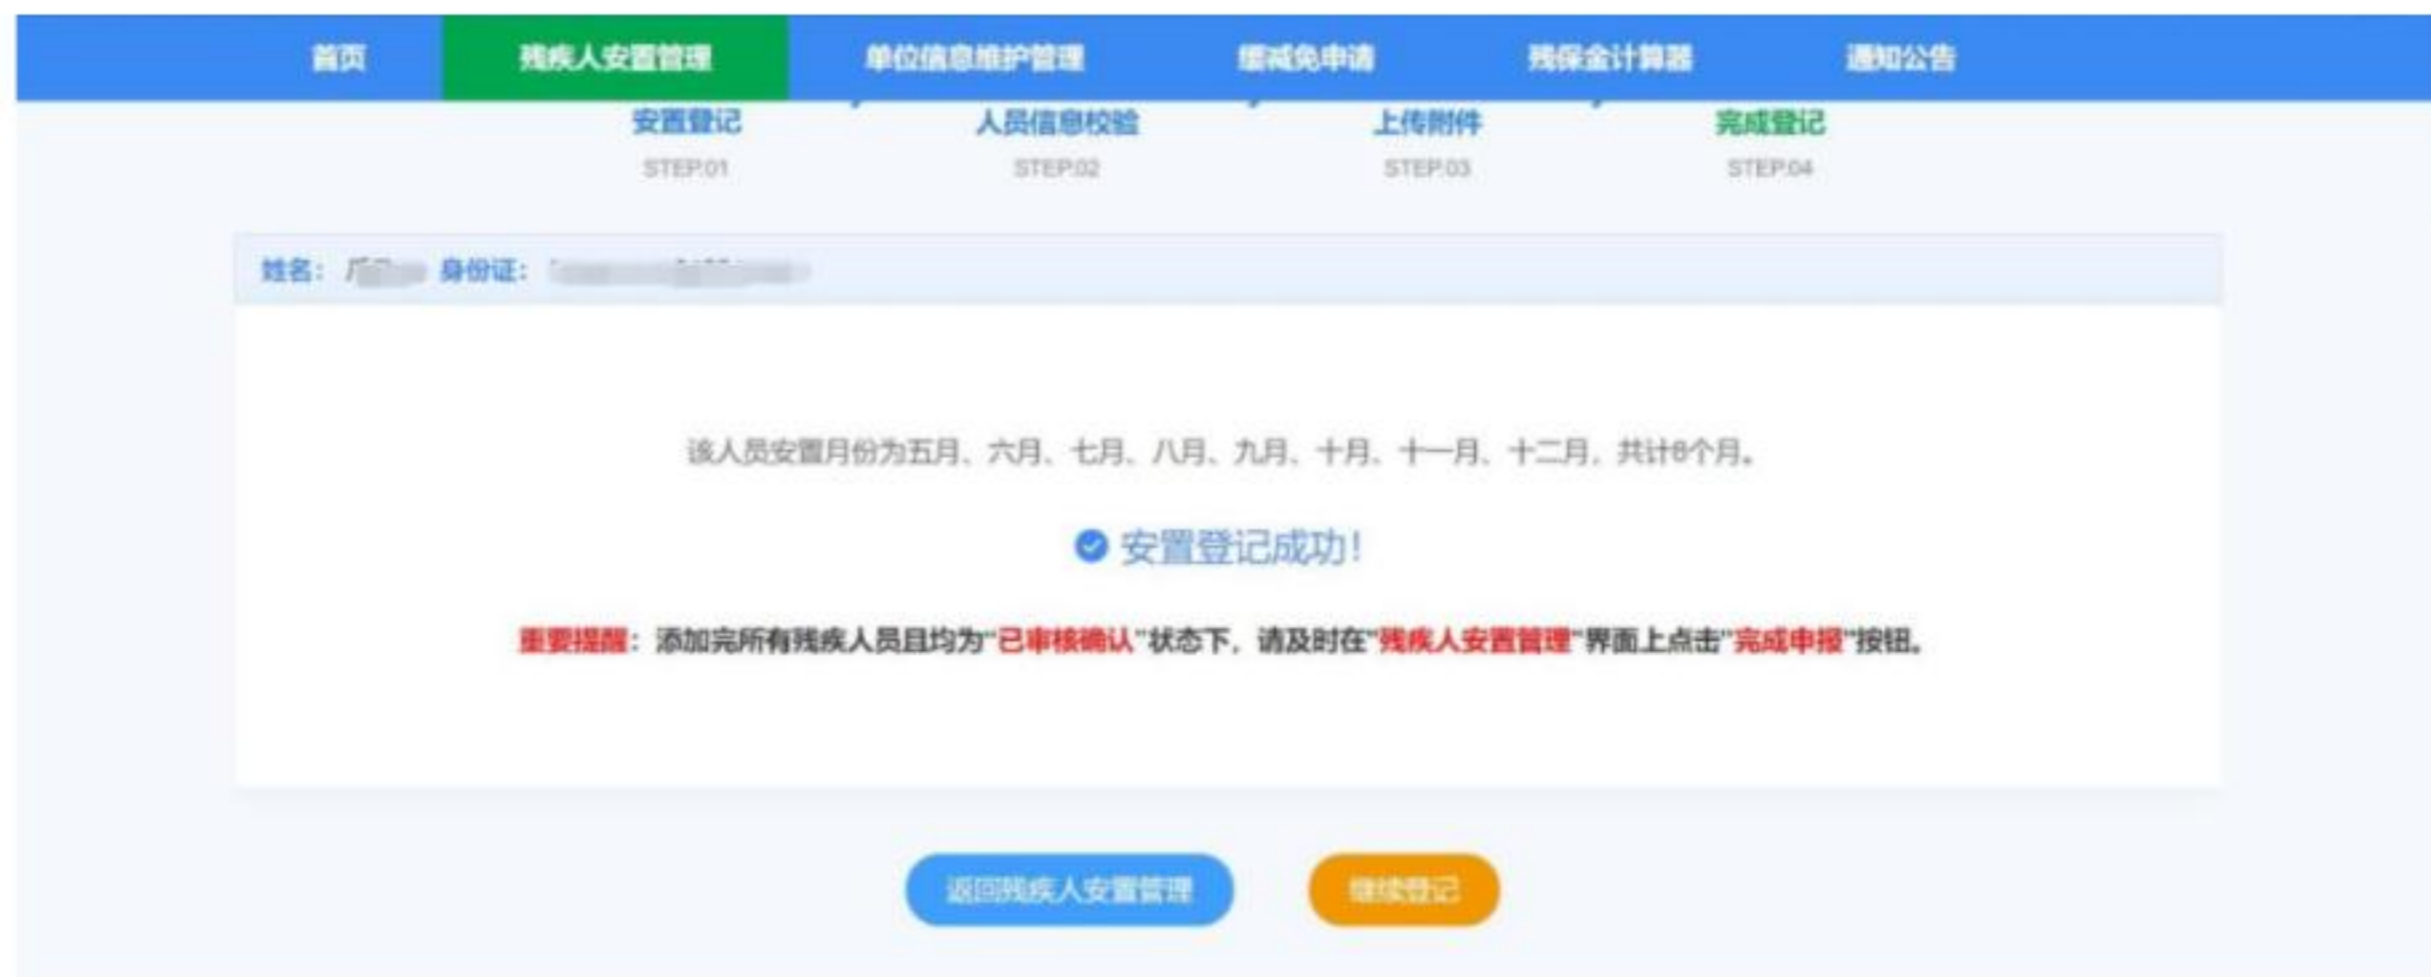 首页 残疾人安置管理 单位信息维护管理 缓减免申请 残保金计算器 通知公告
安置登记 人员信息校验 上传附件 完成登记
STEP.01 STEP.02 STEP.03 STEP.04
姓名： 身份证：
该人员安置月份为五月、六月、七月、八月、九月、十月、十一月、十二月，共计8个月。
安置登记成功！
重要提醒：添加完所有残疾人员且均为"已审核确认"状态下，请及时在"残疾人安置管理"界面上点击"完成申报"按钮。
返回残疾人安置管理 继续登记